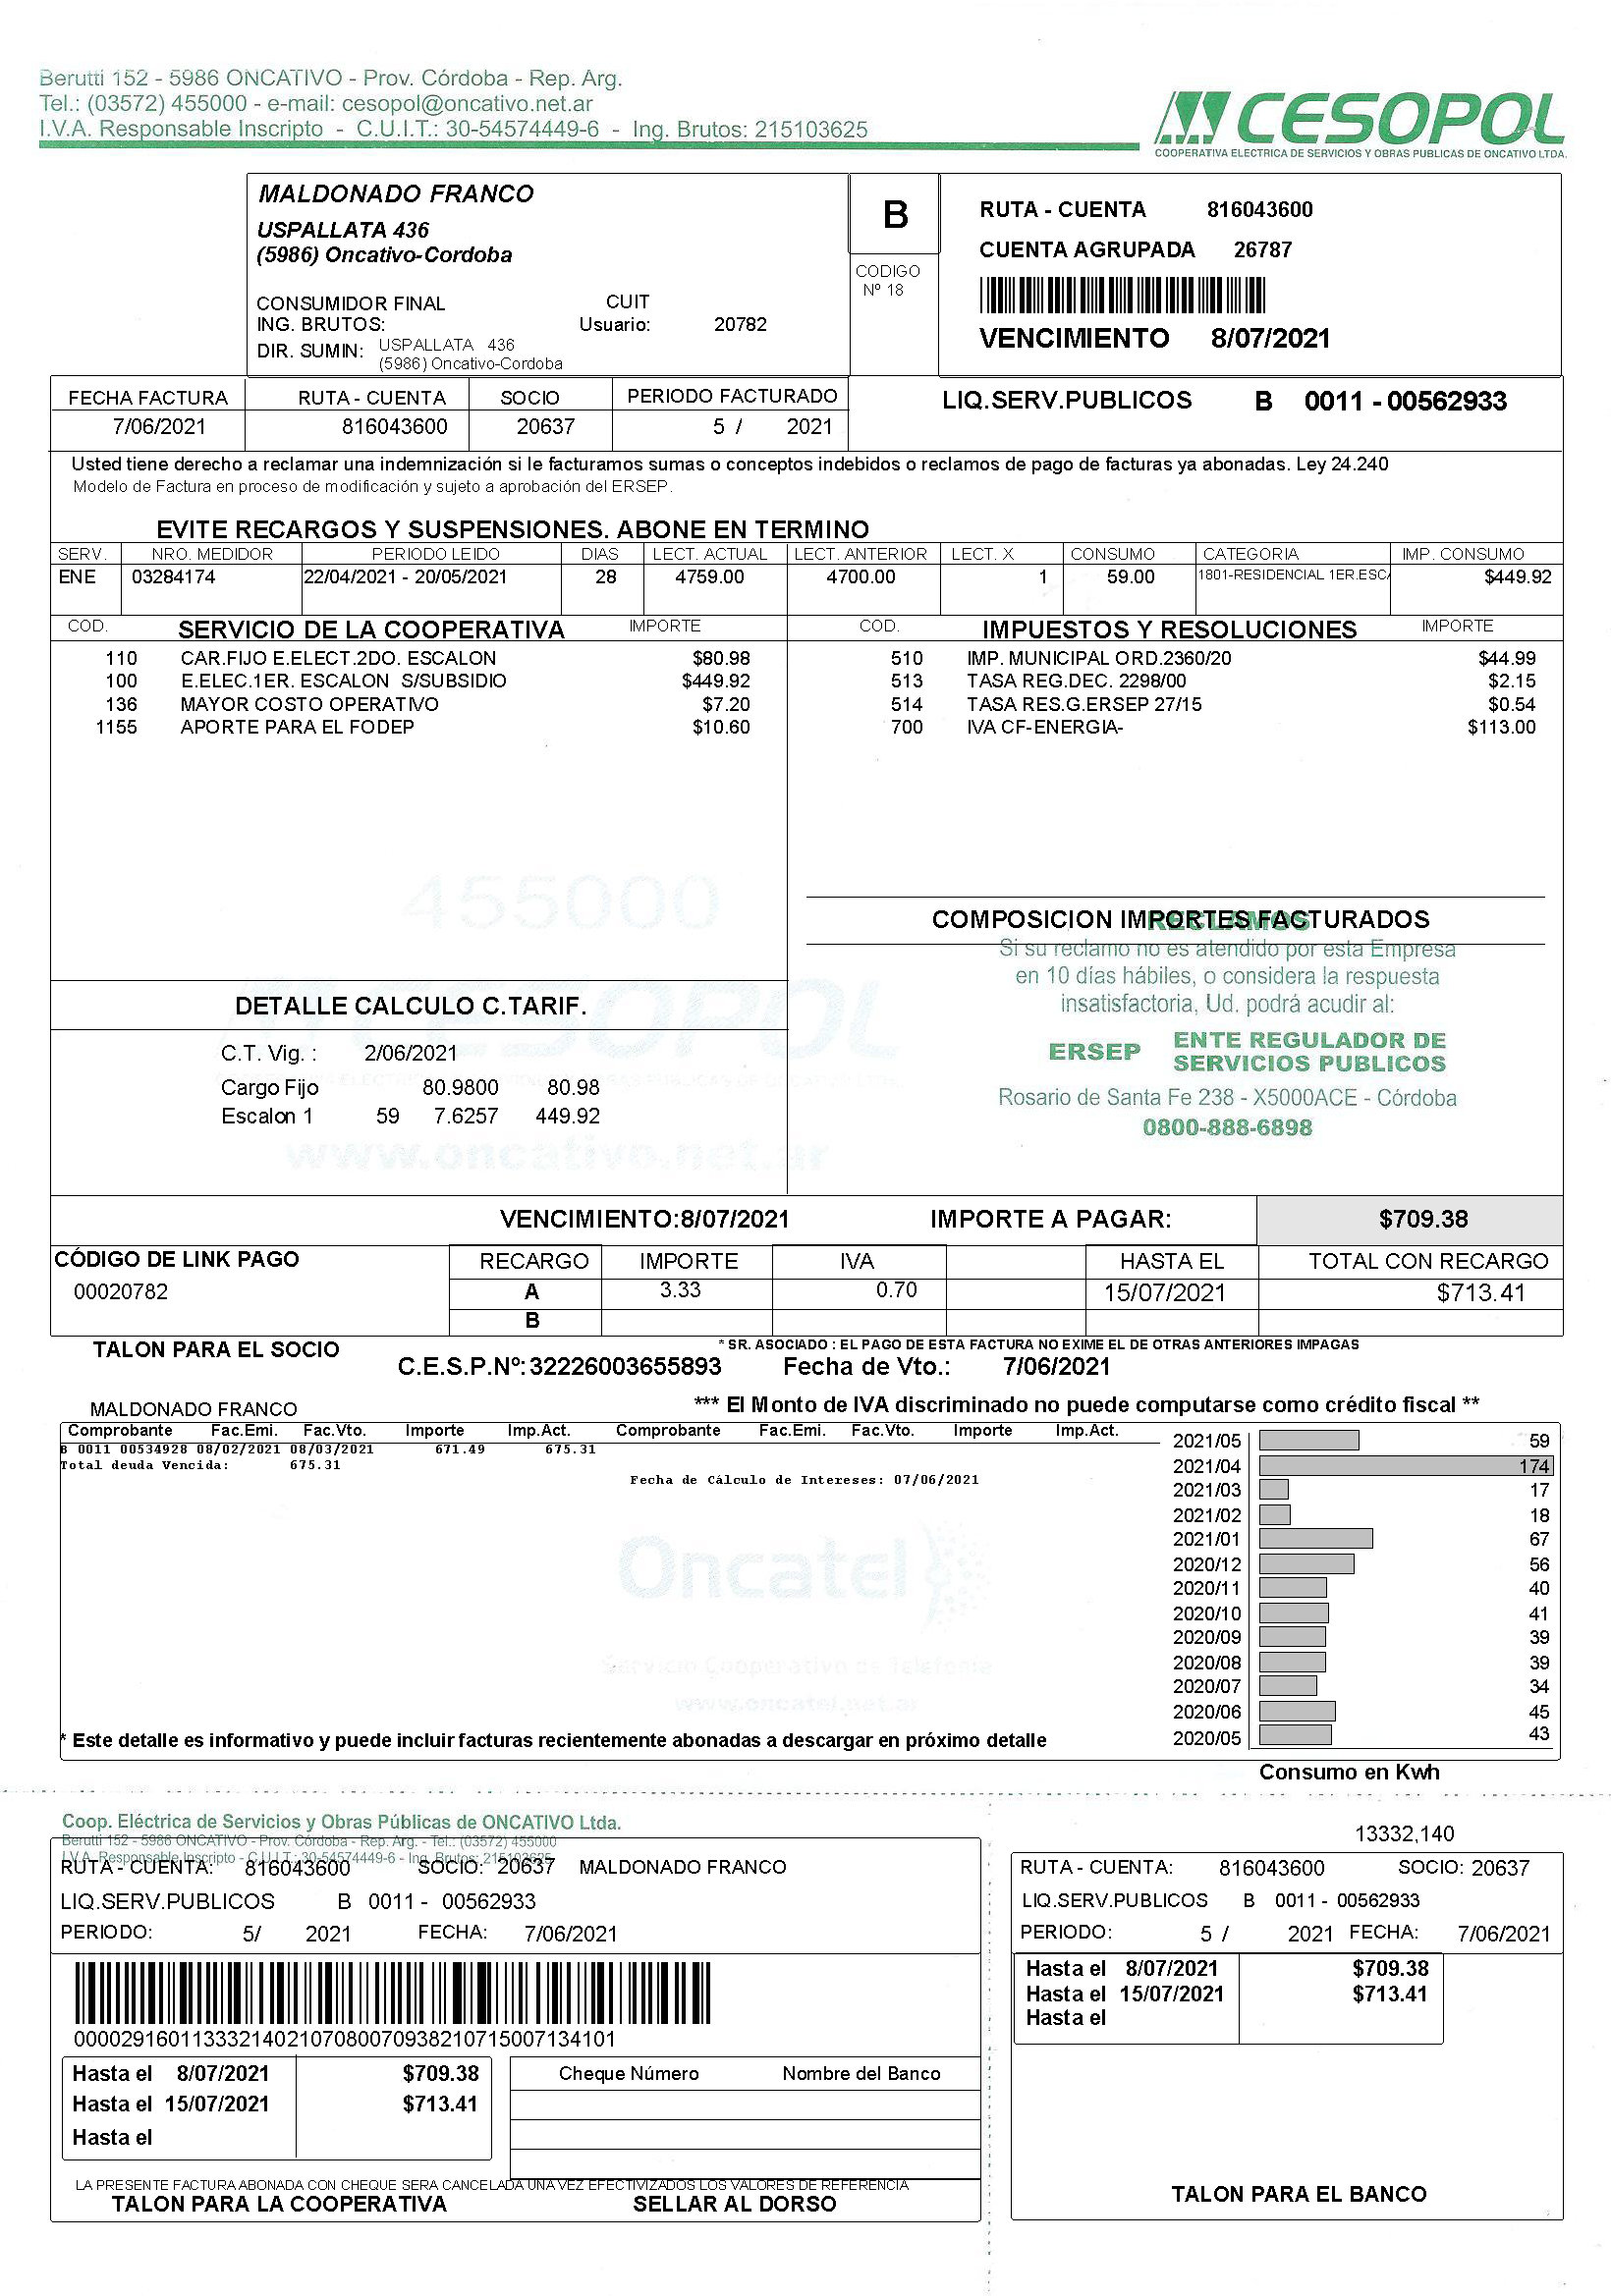 Berutti 152 - 5986 ONCATIVO - Prov. Córdoba - Rep. Arg.
Tel.: (03572) 455000 - e-mail: cesopol@oncativo.net.ar
I.V.A. Responsable Inscripto - C.U.I.T.: 30-54574449-6 - Ing. Brutos: 215103625
CESOPOL
COOPERATIVA ELECTRICA DE SERVICIOS Y OBRAS PUBLICAS DE ONCATIVO LTDA.
MALDONADO FRANCO
USPALLATA 436
(5986) Oncativo-Cordoba
CONSUMIDOR FINAL CUIT
ING. BRUTOS: Usuario: 20782
DIR. SUMIN: USPALLATA 436
(5986) Oncativo-Cordoba
B
CODIGO
Nº 18
RUTA - CUENTA 816043600
CUENTA AGRUPADA 26787
VENCIMIENTO 8/07/2021
FECHA FACTURA RUTA - CUENTA SOCIO PERIODO FACTURADO
7/06/2021 816043600 20637 5 / 2021
LIQ.SERV.PUBLICOS B 0011 - 00562933
Usted tiene derecho a reclamar una indemnización si le facturamos sumas o conceptos indebidos o reclamos de pago de facturas ya abonadas. Ley 24.240
Modelo de Factura en proceso de modificación y sujeto a aprobación del ERSEP.
EVITE RECARGOS Y SUSPENSIONES. ABONE EN TERMINO
SERV. NRO. MEDIDOR PERIODO LEIDO DIAS LECT. ACTUAL LECT. ANTERIOR LECT. X CONSUMO CATEGORIA IMP. CONSUMO
ENE 03284174 22/04/2021 - 20/05/2021 28 4759.00 4700.00 1 59.00 1801-RESIDENCIAL 1ER.ESCA $449.92
COD. SERVICIO DE LA COOPERATIVA IMPORTE COD. IMPUESTOS Y RESOLUCIONES IMPORTE
110 CAR.FIJO E.ELECT.2DO. ESCALON $80.98 510 IMP. MUNICIPAL ORD.2360/20 $44.99
100 E.ELEC.1ER. ESCALON S/SUBSIDIO $449.92 513 TASA REG.DEC. 2298/00 $2.15
136 MAYOR COSTO OPERATIVO $7.20 514 TASA RES.G.ERSEP 27/15 $0.54
1155 APORTE PARA EL FODEP $10.60 700 IVA CF-ENERGIA- $113.00
455000
CESOPOL
www.oncativo.net.ar
DETALLE CALCULO C.TARIF.
C.T. Vig. : 2/06/2021
Cargo Fijo 80.9800 80.98
Escalon 1 59 7.6257 449.92
COMPOSICION IMPORTES FACTURADOS
RECLAMOS
Si su reclamo no es atendido por esta Empresa
en 10 días hábiles, o considera la respuesta
insatisfactoria, Ud. podrá acudir al:
ERSEP ENTE REGULADOR DE
SERVICIOS PUBLICOS
Rosario de Santa Fe 238 - X5000ACE - Córdoba
0800-888-6898
VENCIMIENTO:8/07/2021 IMPORTE A PAGAR: $709.38
CÓDIGO DE LINK PAGO RECARGO IMPORTE IVA HASTA EL TOTAL CON RECARGO
00020782 A 3.33 0.70 15/07/2021 $713.41
B
TALON PARA EL SOCIO * SR. ASOCIADO : EL PAGO DE ESTA FACTURA NO EXIME EL DE OTRAS ANTERIORES IMPAGAS
C.E.S.P.Nº: 32226003655893 Fecha de Vto.: 7/06/2021
MALDONADO FRANCO *** El Monto de IVA discriminado no puede computarse como crédito fiscal **
Comprobante Fac.Emi. Fac.Vto. Importe Imp.Act. Comprobante Fac.Emi. Fac.Vto. Importe Imp.Act.
B 0011 00534928 08/02/2021 08/03/2021 671.49 675.31
Total deuda Vencida: 675.31
Fecha de Cálculo de Intereses: 07/06/2021
Oncatel
Servicio Cooperativo de Telefonía
www.oncatel.net.ar
2021/05 59
2021/04 174
2021/03 17
2021/02 18
2021/01 67
2020/12 56
2020/11 40
2020/10 41
2020/09 39
2020/08 39
2020/07 34
2020/06 45
2020/05 43
* Este detalle es informativo y puede incluir facturas recientemente abonadas a descargar en próximo detalle
Consumo en Kwh
Coop. Eléctrica de Servicios y Obras Públicas de ONCATIVO Ltda.
Berutti 152 - 5986 ONCATIVO - Prov. Córdoba - Rep. Arg. - Tel.: (03572) 455000
I.V.A. Responsable Inscripto - C.U.I.T.: 30-54574449-6 - Ing. Brutos: 215103625
RUTA - CUENTA: 816043600 SOCIO: 20637 MALDONADO FRANCO
LIQ.SERV.PUBLICOS B 0011 - 00562933
PERIODO: 5/ 2021 FECHA: 7/06/2021
00002916011333214021070800709382107150071341​01
Hasta el 8/07/2021 $709.38
Hasta el 15/07/2021 $713.41
Hasta el
Cheque Número Nombre del Banco
LA PRESENTE FACTURA ABONADA CON CHEQUE SERA CANCELADA UNA VEZ EFECTIVIZADOS LOS VALORES DE REFERENCIA
TALON PARA LA COOPERATIVA SELLAR AL DORSO
13332,140
RUTA - CUENTA: 816043600 SOCIO: 20637
LIQ.SERV.PUBLICOS B 0011 - 00562933
PERIODO: 5 / 2021 FECHA: 7/06/2021
Hasta el 8/07/2021 $709.38
Hasta el 15/07/2021 $713.41
Hasta el
TALON PARA EL BANCO